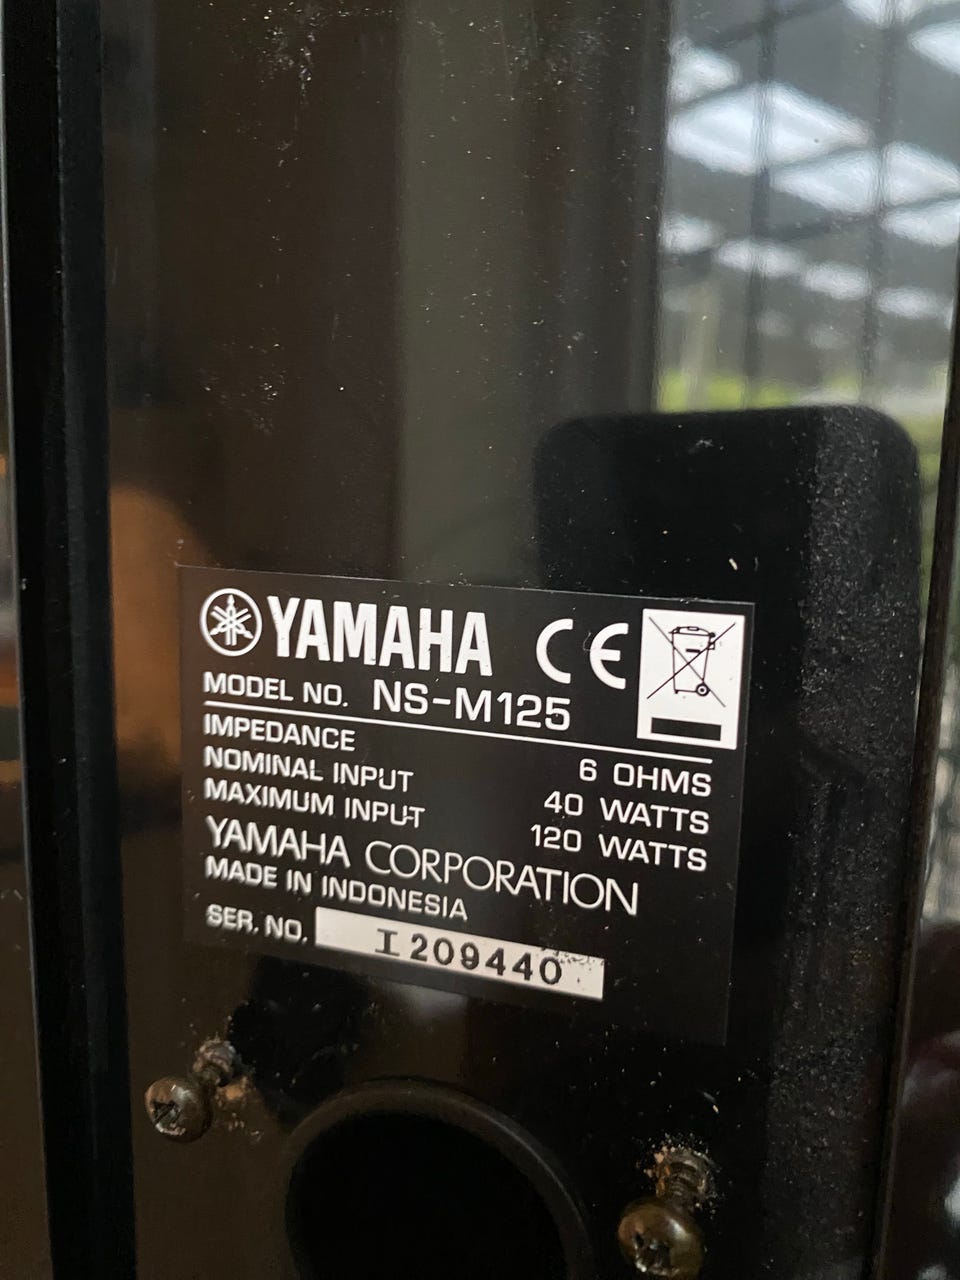 YAMAHA CE
MODEL NO. NS-M125
IMPEDANCE 6 OHMS
NOMINAL INPUT 40 WATTS
MAXIMUM INPUT 120 WATTS
YAMAHA CORPORATION
MADE IN INDONESIA
SER. NO. I209440